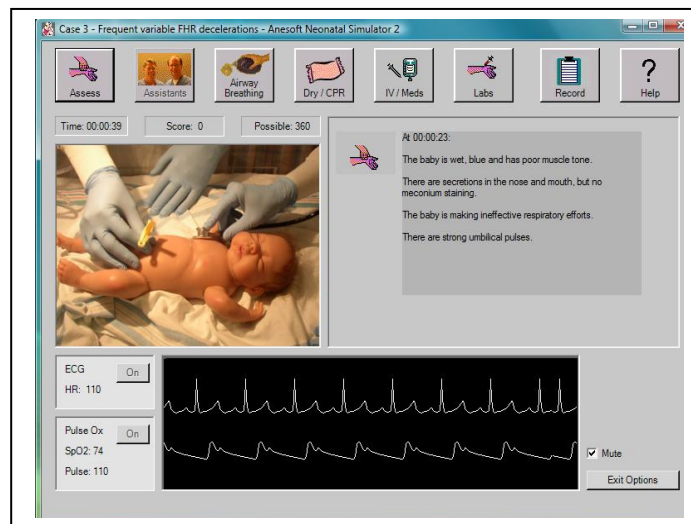 Case 3 - Frequent variable FHR decelerations - Anesoft Neonatal Simulator 2
Assess
Assistants
Airway
Breathing
Dry / CPR
IV / Meds
Labs
Record
?
Help
Time: 00:00:39
Score: 0
Possible: 360
At 00:00:23:
The baby is wet, blue and has poor muscle tone.
There are secretions in the nose and mouth, but no
meconium staining.
The baby is making ineffective respiratory efforts.
There are strong umbilical pulses.
ECG
On
HR: 110
Pulse Ox
On
SpO2: 74
Pulse: 110
Mute
Exit Options